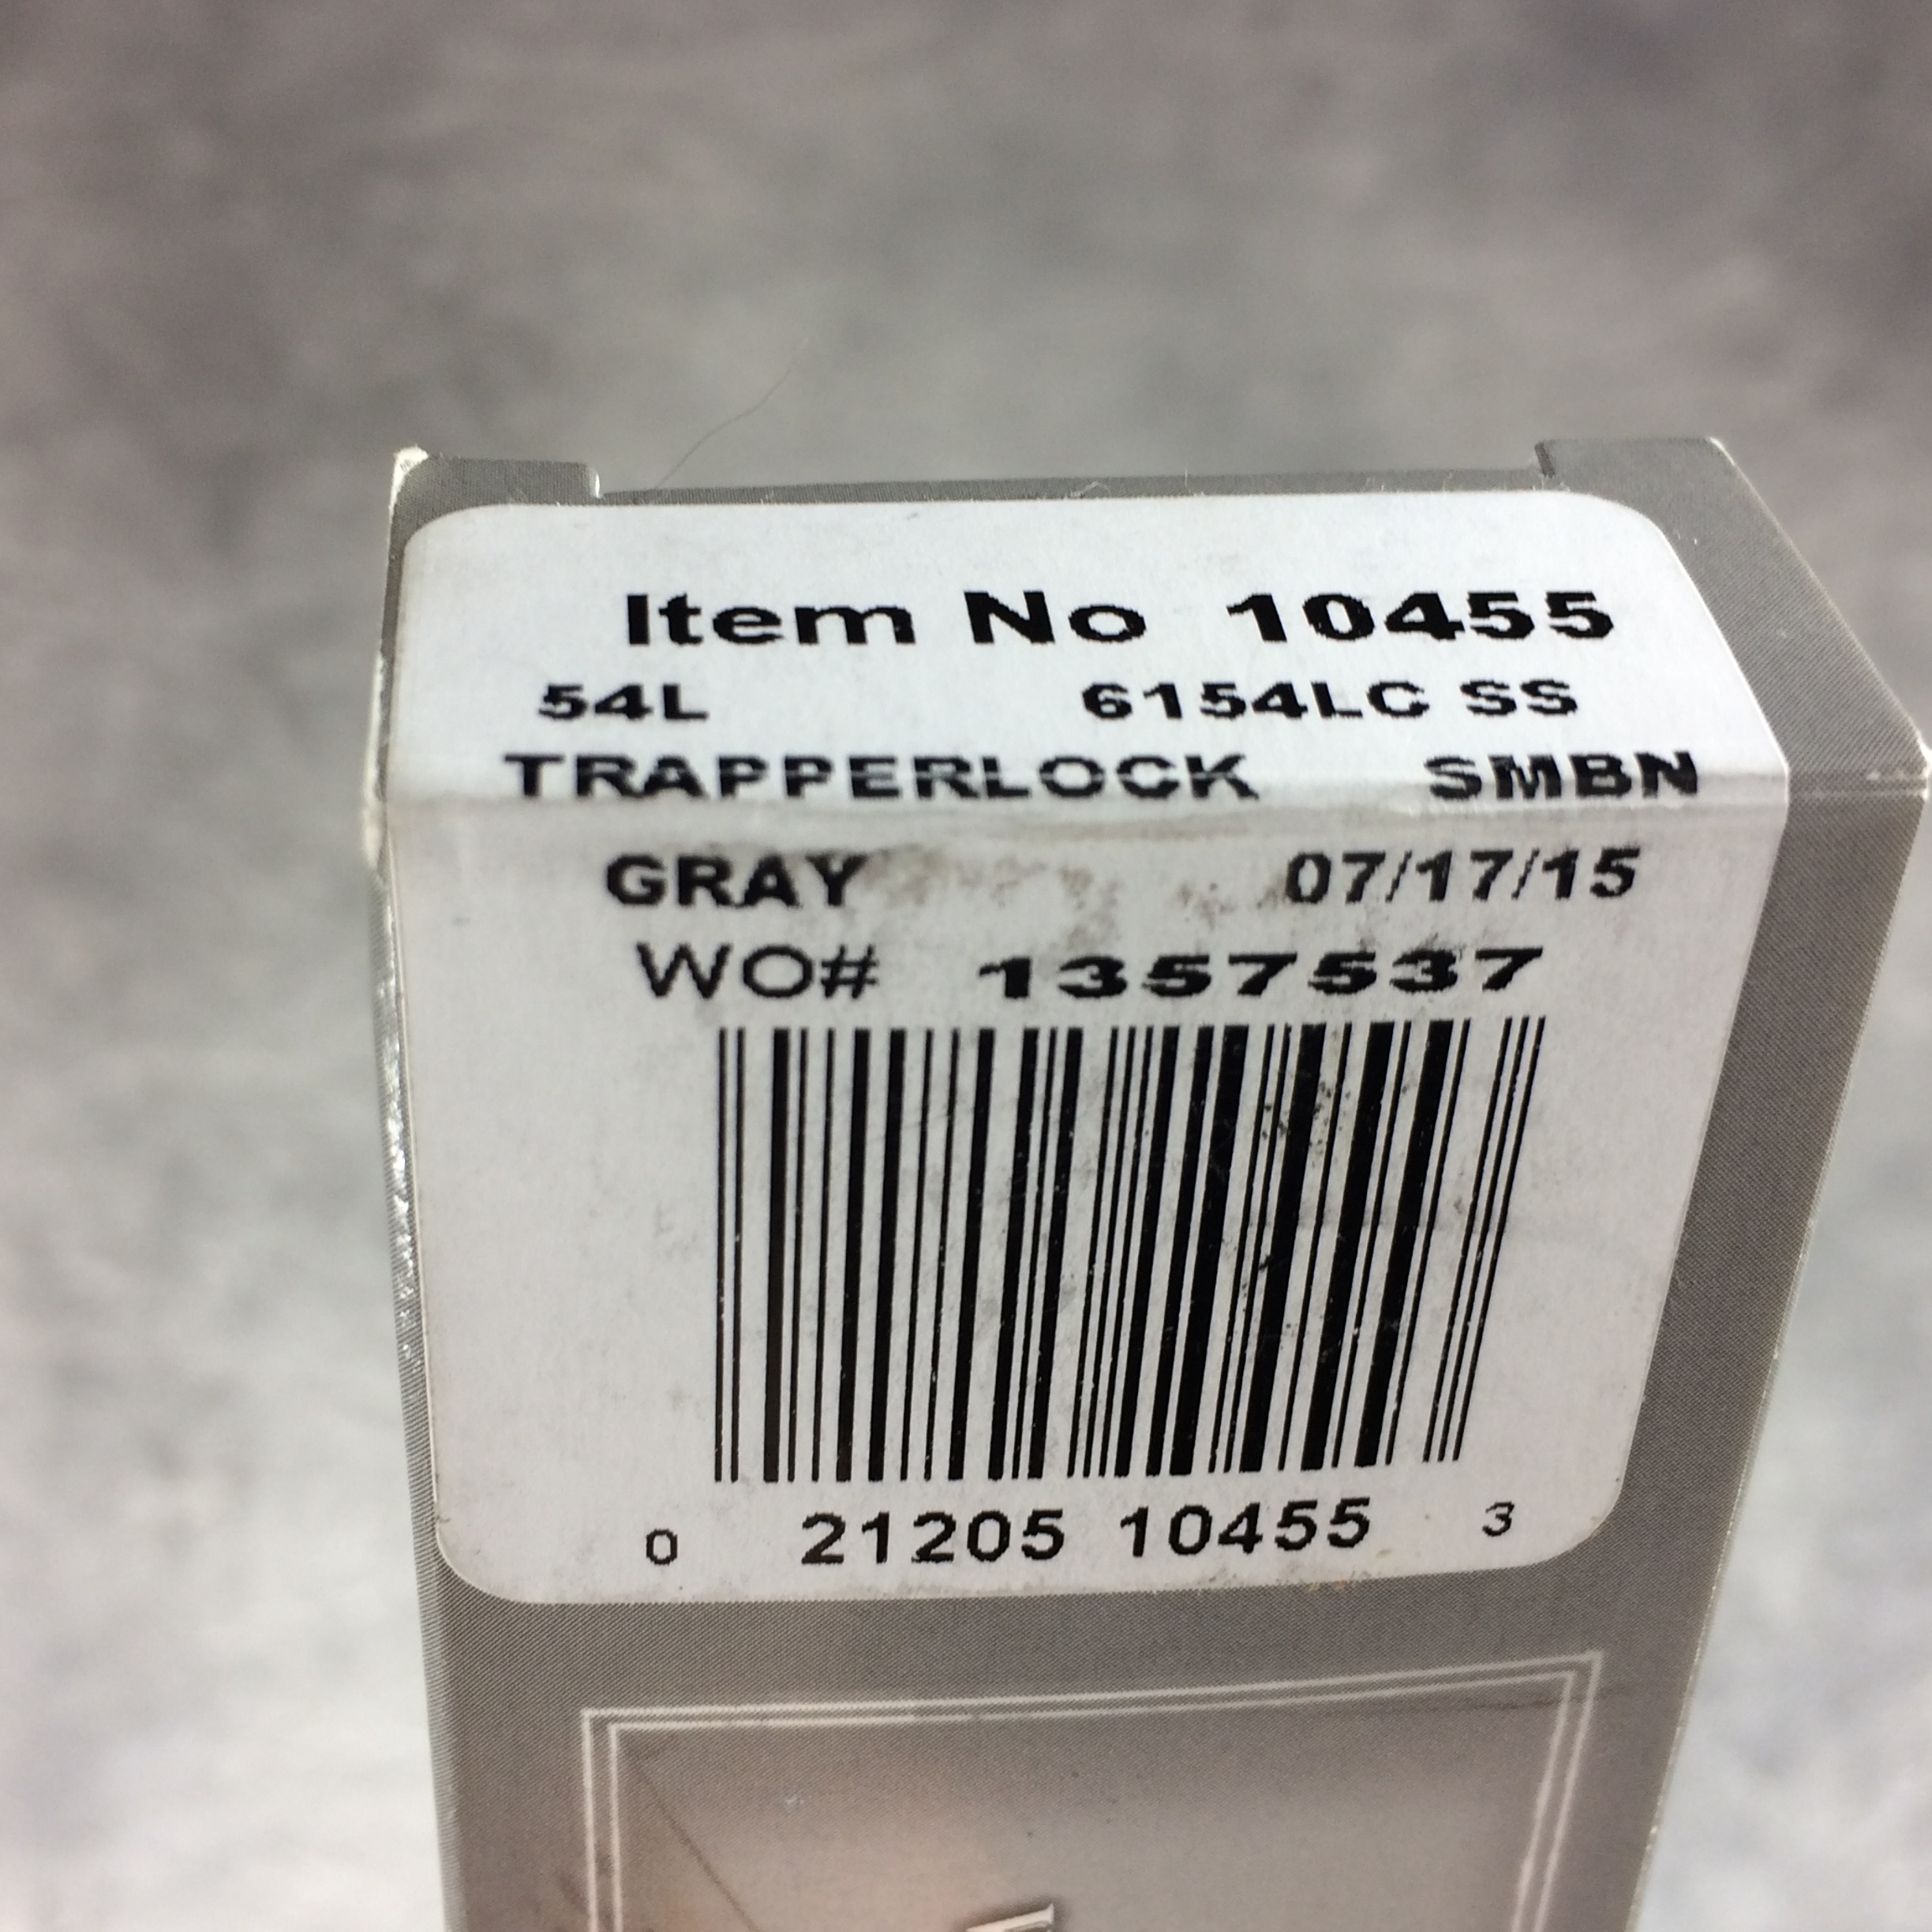 Item No 10455
54L 6154LC SS
TRAPPERLOCK SMBN
GRAY 07/17/15
WO# 1357537
0 21205 10455 3